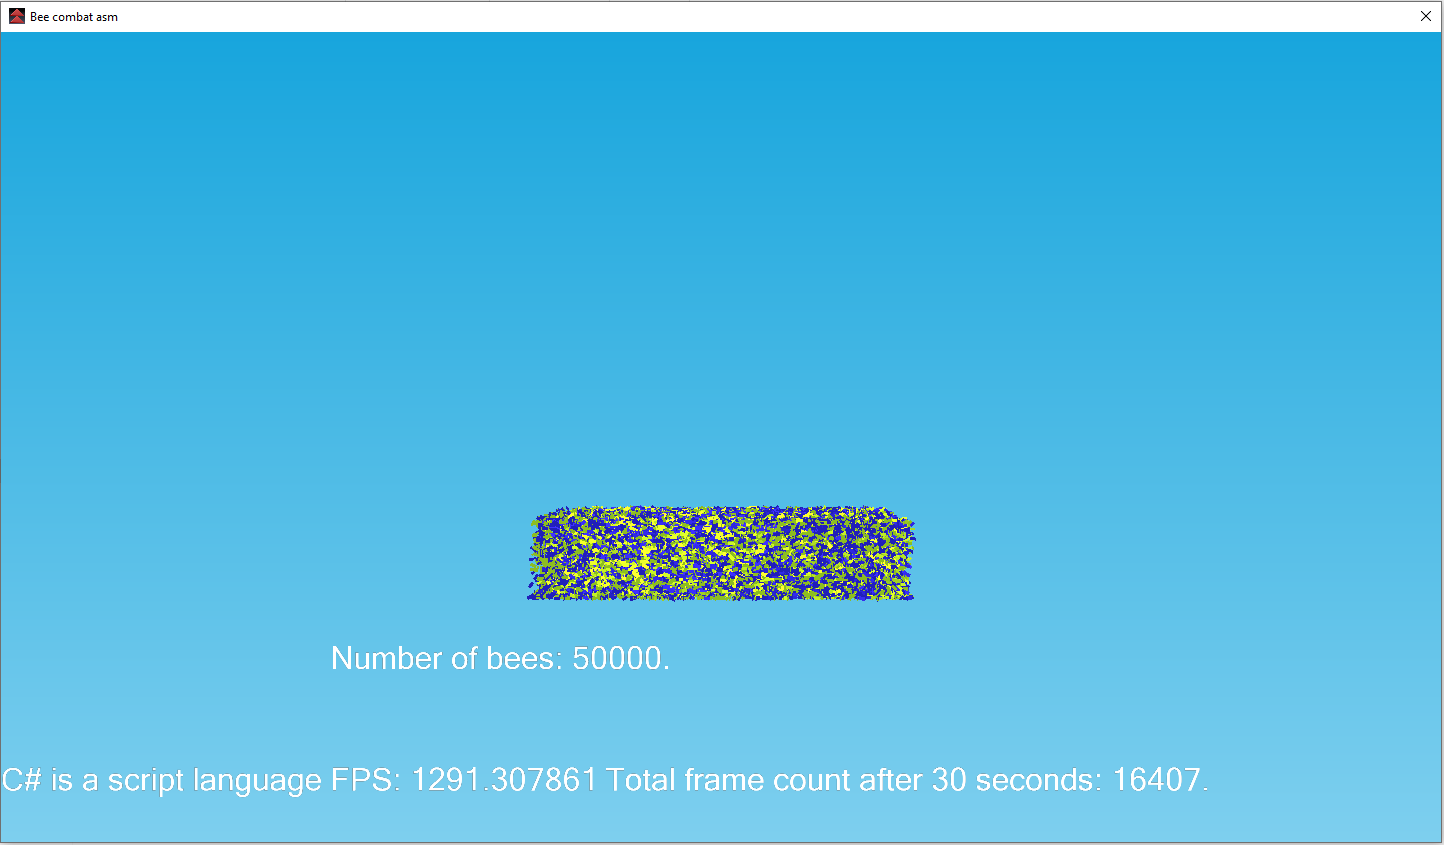 Bee combat asm
Number of bees: 50000.
C# is a script language FPS: 1291.307861 Total frame count after 30 seconds: 16407.